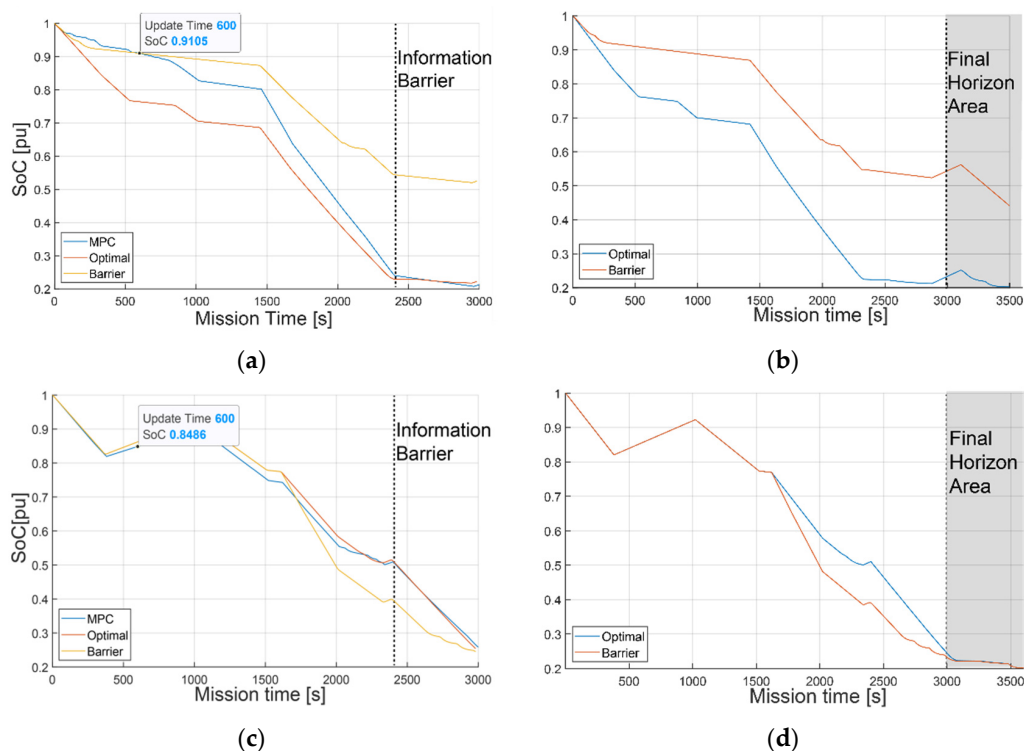 Update Time 600
SoC 0.9105
Information
Barrier
SoC [pu]
1
0.9
0.8
0.7
0.6
0.5
0.4
0.3
0.2
MPC
Optimal
Barrier
0 500 1000 1500 2000 2500 3000
Mission Time [s]
(a)
Final
Horizon
Area
1
0.9
0.8
0.7
0.6
0.5
0.4
0.3
0.2
Optimal
Barrier
0 500 1000 1500 2000 2500 3000 3500
Mission time [s]
(b)
Update Time 600
SoC 0.8486
Information
Barrier
SoC[pu]
1
0.9
0.8
0.7
0.6
0.5
0.4
0.3
0.2
MPC
Optimal
Barrier
0 500 1000 1500 2000 2500 3000
Mission time [s]
(c)
Final
Horizon
Area
1
0.9
0.8
0.7
0.6
0.5
0.4
0.3
0.2
Optimal
Barrier
500 1000 1500 2000 2500 3000 3500
Mission time [s]
(d)